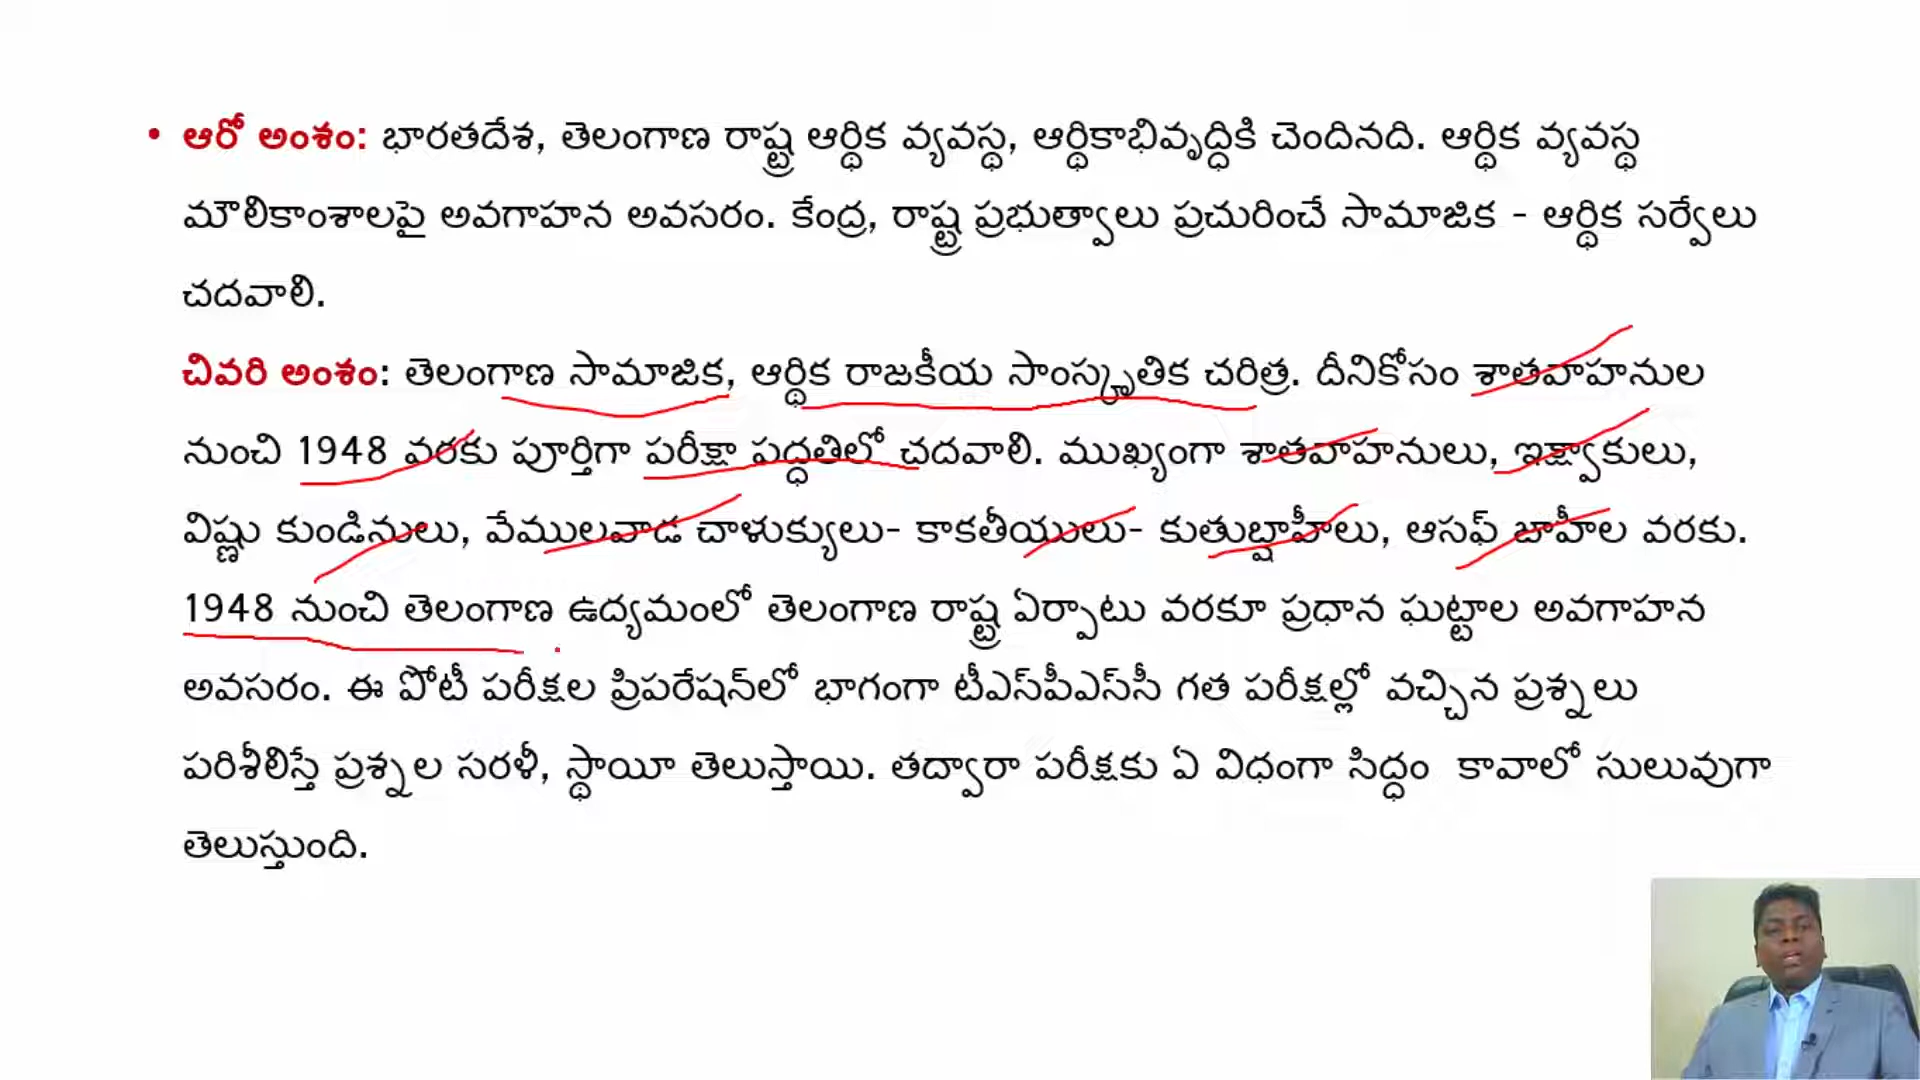 • ఆరో అంశం: భారతదేశ, తెలంగాణ రాష్ట్ర ఆర్థిక వ్యవస్థ, ఆర్థికాభివృద్ధికి చెందినది. ఆర్థిక వ్యవస్థ
మౌలికాంశాలపై అవగాహన అవసరం. కేంద్ర, రాష్ట్ర ప్రభుత్వాలు ప్రచురించే సామాజిక - ఆర్థిక సర్వేలు
చదవాలి.
చివరి అంశం: తెలంగాణ సామాజిక, ఆర్థిక రాజకీయ సాంస్కృతిక చరిత్ర. దీనికోసం శాతవాహనుల
నుంచి 1948 వరకు పూర్తిగా పరీక్షా పద్ధతిలో చదవాలి. ముఖ్యంగా శాతవాహనులు, ఇక్ష్వాకులు,
విష్ణు కుండినులు, వేములవాడ చాళుక్యులు- కాకతీయులు- కుతుబ్షాహీలు, ఆసఫ్ జాహీల వరకు.
1948 నుంచి తెలంగాణ ఉద్యమంలో తెలంగాణ రాష్ట్ర ఏర్పాటు వరకూ ప్రధాన ఘట్టాల అవగాహన
అవసరం. ఈ పోటీ పరీక్షల ప్రిపరేషన్‌లో భాగంగా టీఎస్‌పీఎస్‌సీ గత పరీక్షల్లో వచ్చిన ప్రశ్నలు
పరిశీలిస్తే ప్రశ్నల సరళీ, స్థాయీ తెలుస్తాయి. తద్వారా పరీక్షకు ఏ విధంగా సిద్ధం కావాలో సులువుగా
తెలుస్తుంది.